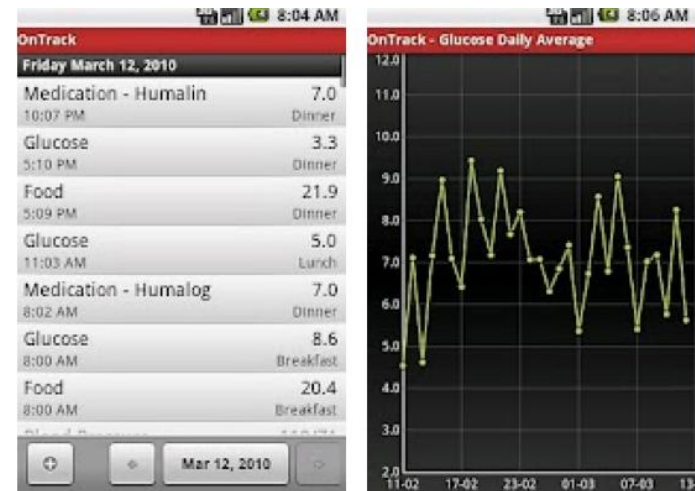 8:04 AM
OnTrack
Friday March 12, 2010
Medication - Humalin 7.0
10:07 PM Dinner
Glucose 3.3
5:10 PM Dinner
Food 21.9
5:09 PM Dinner
Glucose 5.0
11:03 AM Lunch
Medication - Humalog 7.0
8:02 AM Dinner
Glucose 8.6
8:00 AM Breakfast
Food 20.4
8:00 AM Breakfast
Mar 12, 2010
8:06 AM
OnTrack - Glucose Daily Average
12.0
11.0
10.0
9.0
8.0
7.0
6.0
5.0
4.0
3.0
2.0
11-02 17-02 23-02 01-03 07-03 13